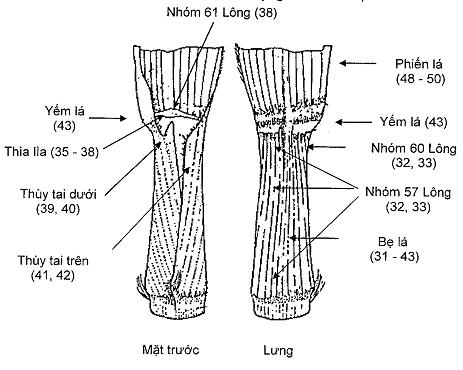 Nhóm 61 Lông (38)
Phiến lá
(48 - 50)
Yếm lá
(43)
Yếm lá (43)
Thìa lìa (35 - 38)
Nhóm 60 Lông
(32, 33)
Thùy tai dưới
(39, 40)
Nhóm 57 Lông
(32, 33)
Thùy tai trên
(41, 42)
Bẹ lá
(31 - 43)
Mặt trước
Lưng